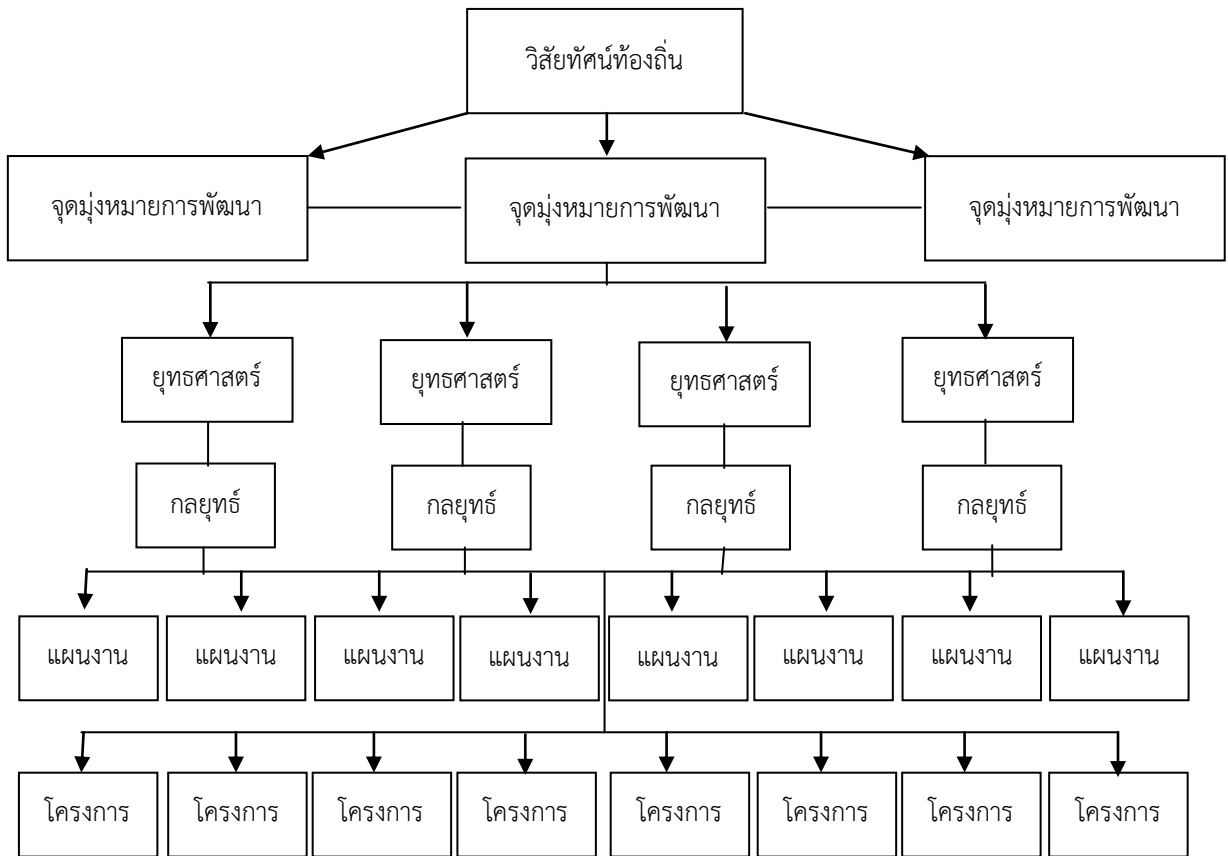 วิสัยทัศน์ท้องถิ่น
จุดมุ่งหมายการพัฒนา
จุดมุ่งหมายการพัฒนา
จุดมุ่งหมายการพัฒนา
ยุทธศาสตร์
ยุทธศาสตร์
ยุทธศาสตร์
ยุทธศาสตร์
กลยุทธ์
กลยุทธ์
กลยุทธ์
กลยุทธ์
แผนงาน
แผนงาน
แผนงาน
แผนงาน
แผนงาน
แผนงาน
แผนงาน
แผนงาน
โครงการ
โครงการ
โครงการ
โครงการ
โครงการ
โครงการ
โครงการ
โครงการ